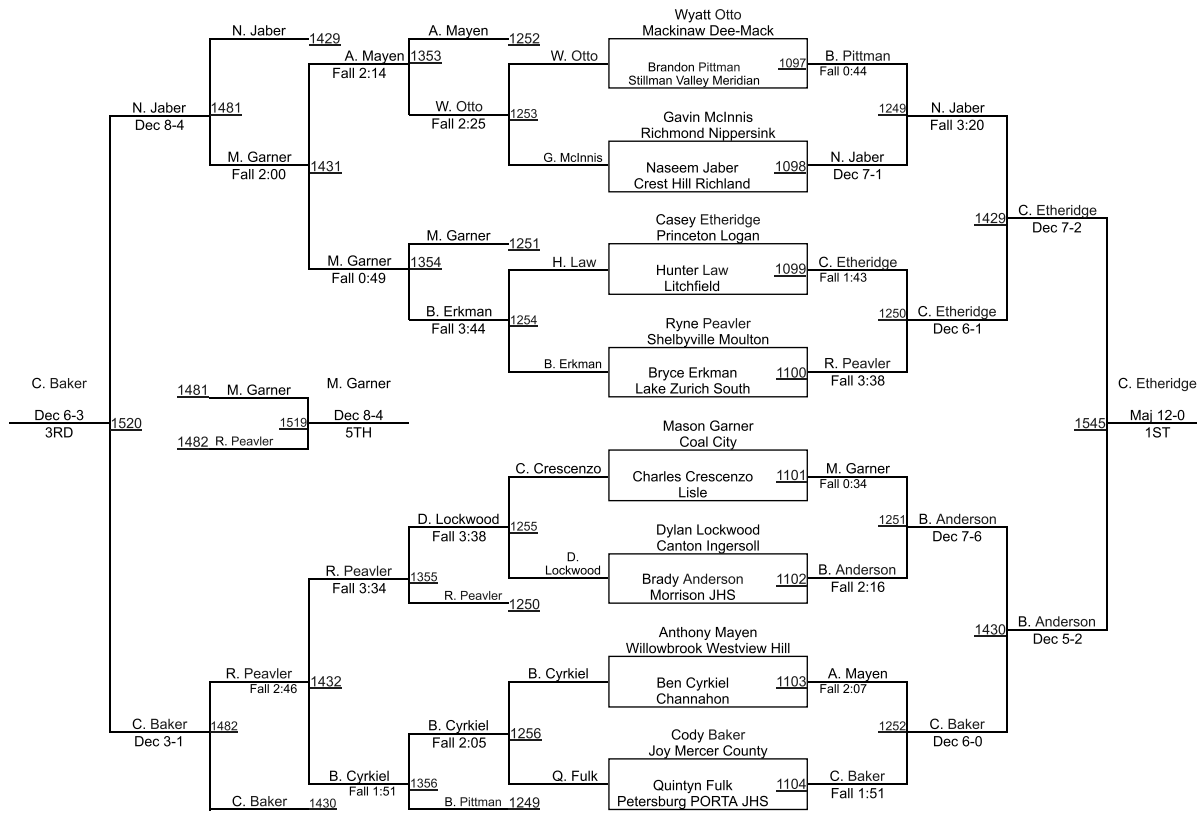 Wyatt Otto
N. Jaber
A. Mayen
Mackinaw Dee-Mack
1429
1252
A. Mayen
1353
W. Otto
B. Pittman
Fall 2:14
Brandon Pittman
1097
Fall 0:44
Stillman Valley Meridian
N. Jaber
1481
W. Otto
1253
Gavin McInnis
1249
N. Jaber
Dec 8-4
Fall 2:25
Richmond Nippersink
Fall 3:20
M. Garner
1431
G. McInnis
Naseem Jaber
1098
N. Jaber
Fall 2:00
Crest Hill Richland
Dec 7-1
Casey Etheridge
1429
C. Etheridge
M. Garner
1251
Princeton Logan
Dec 7-2
M. Garner
1354
H. Law
Hunter Law
1099
C. Etheridge
Fall 0:49
Litchfield
Fall 1:43
B. Erkman
1254
Ryne Peavler
1250
C. Etheridge
Fall 3:44
Shelbyville Moulton
Dec 6-1
B. Erkman
Bryce Erkman
1100
R. Peavler
Lake Zurich South
Fall 3:38
C. Baker
1481
M. Garner
M. Garner
C. Etheridge
Dec 6-3
1520
1519
Dec 8-4
1545
Maj 12-0
3RD
1482
R. Peavler
5TH
1ST
Mason Garner
Coal City
C. Crescenzo
Charles Crescenzo
1101
M. Garner
Lisle
Fall 0:34
D. Lockwood
1255
Dylan Lockwood
1251
B. Anderson
Fall 3:38
Canton Ingersoll
Dec 7-6
D.
Lockwood
R. Peavler
1355
Brady Anderson
1102
B. Anderson
Fall 3:34
Morrison JHS
Fall 2:16
R. Peavler
1250
Anthony Mayen
1430
B. Anderson
Willowbrook Westview Hill
Dec 5-2
R. Peavler
1432
B. Cyrkiel
Ben Cyrkiel
1103
A. Mayen
Fall 2:46
Channahon
Fall 2:07
C. Baker
1482
B. Cyrkiel
1256
Cody Baker
1252
C. Baker
Dec 3-1
Fall 2:05
Joy Mercer County
Dec 6-0
B. Cyrkiel
1356
Q. Fulk
Quintyn Fulk
1104
C. Baker
Fall 1:51
Petersburg PORTA JHS
Fall 1:51
C. Baker
1430
B. Pittman
1249